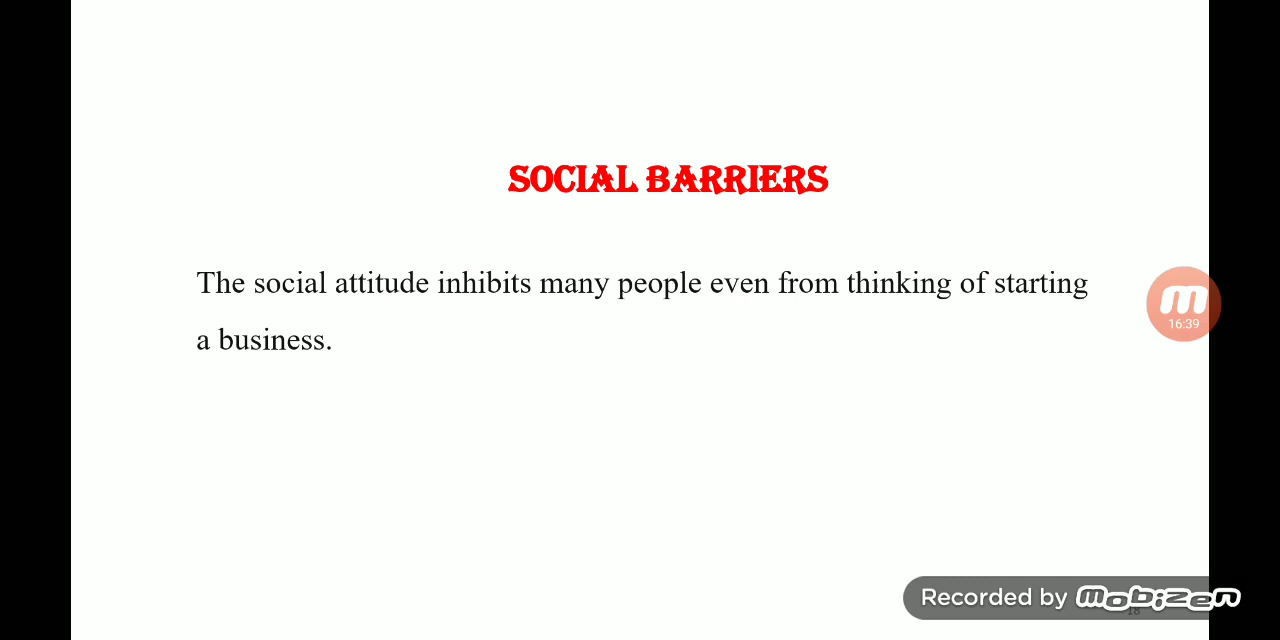 SOCIAL BARRIERS
The social attitude inhibits many people even from thinking of starting
a business.
16:39
Recorded by Mobizen
18